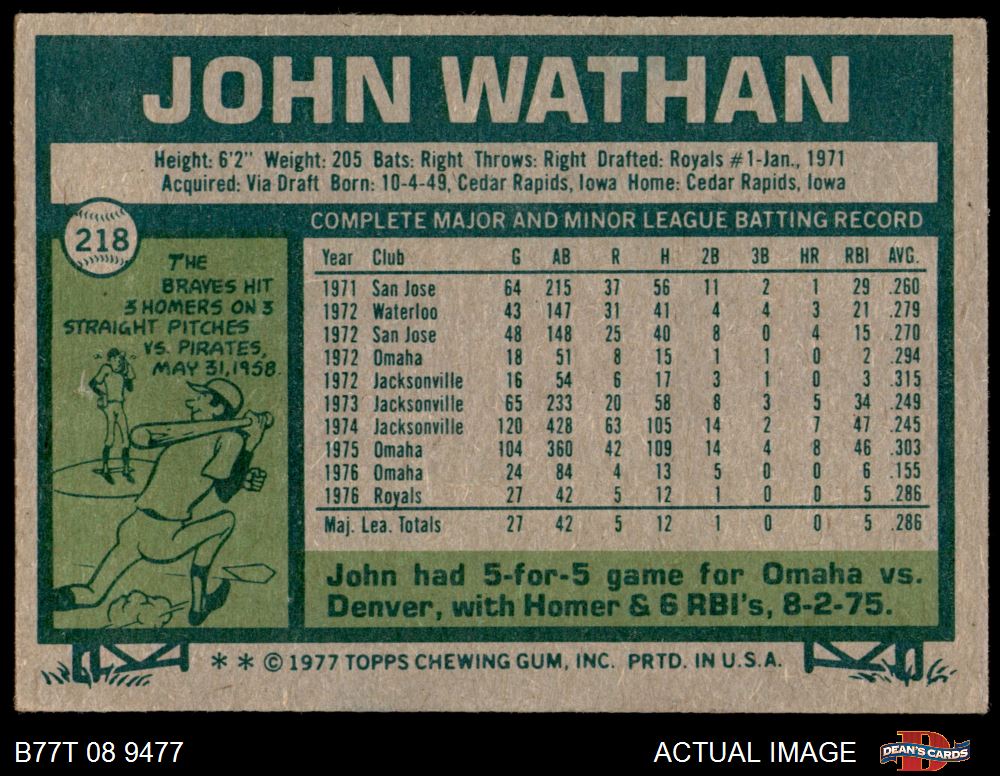 JOHN WATHAN
Height: 6'2" Weight: 205 Bats: Right Throws: Right Drafted: Royals #1-Jan., 1971
Acquired: Via Draft Born: 10-4-49, Cedar Rapids, Iowa Home: Cedar Rapids, Iowa
218
THE
BRAVES HIT
3 HOMERS ON 3
STRAIGHT PITCHES
VS. PIRATES,
MAY 31, 1958.
COMPLETE MAJOR AND MINOR LEAGUE BATTING RECORD
Year Club G AB R H 2B 3B HR RBI AVG.
1971 San Jose 64 215 37 56 11 2 1 29 .260
1972 Waterloo 43 147 31 41 4 4 3 21 .279
1972 San Jose 48 148 25 40 8 0 4 15 .270
1972 Omaha 18 51 8 15 1 1 0 2 .294
1972 Jacksonville 16 54 6 17 3 1 0 3 .315
1973 Jacksonville 65 233 20 58 8 3 5 34 .249
1974 Jacksonville 120 428 63 105 14 2 7 47 .245
1975 Omaha 104 360 42 109 14 4 8 46 .303
1976 Omaha 24 84 4 13 5 0 0 6 .155
1976 Royals 27 42 5 12 1 0 0 5 .286
Maj. Lea. Totals 27 42 5 12 1 0 0 5 .286
John had 5-for-5 game for Omaha vs.
Denver, with Homer & 6 RBI's, 8-2-75.
* * © 1977 TOPPS CHEWING GUM, INC. PRTD. IN U.S.A.
B77T 08 9477
ACTUAL IMAGE
D
DEAN'S CARDS